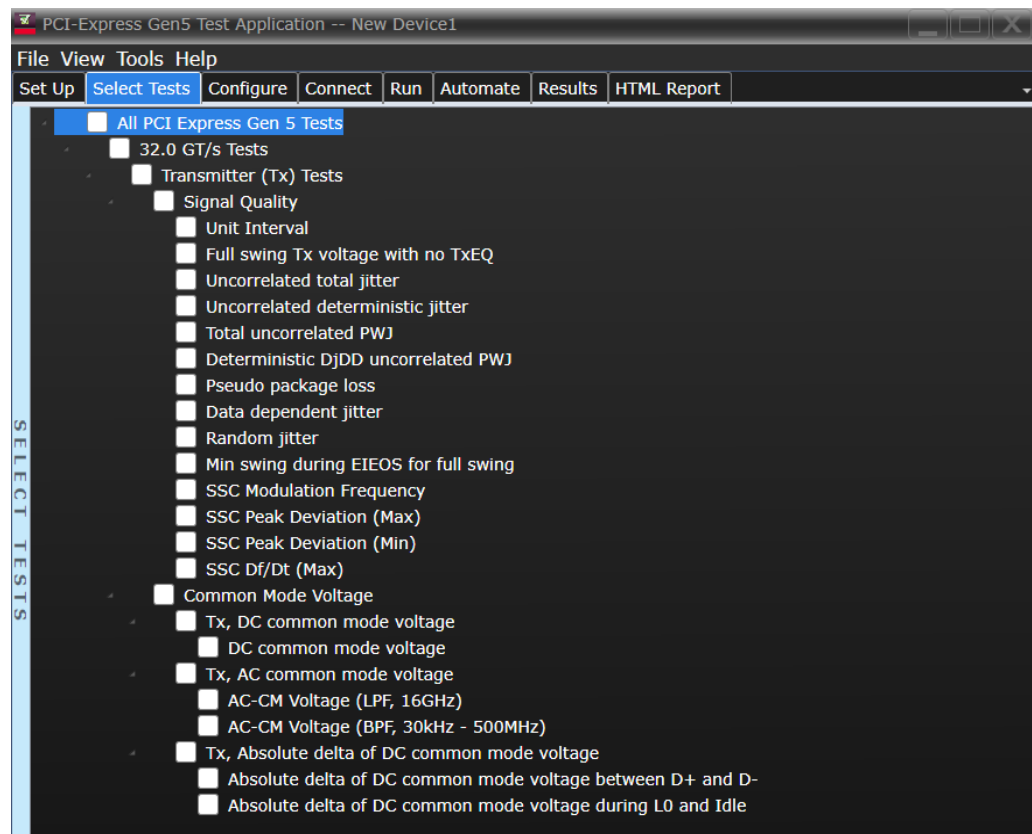 PCI-Express Gen5 Test Application -- New Device1
File View Tools Help
Set Up Select Tests Configure Connect Run Automate Results HTML Report
SELECT TESTS
All PCI Express Gen 5 Tests
32.0 GT/s Tests
Transmitter (Tx) Tests
Signal Quality
Unit Interval
Full swing Tx voltage with no TxEQ
Uncorrelated total jitter
Uncorrelated deterministic jitter
Total uncorrelated PWJ
Deterministic DjDD uncorrelated PWJ
Pseudo package loss
Data dependent jitter
Random jitter
Min swing during EIEOS for full swing
SSC Modulation Frequency
SSC Peak Deviation (Max)
SSC Peak Deviation (Min)
SSC Df/Dt (Max)
Common Mode Voltage
Tx, DC common mode voltage
DC common mode voltage
Tx, AC common mode voltage
AC-CM Voltage (LPF, 16GHz)
AC-CM Voltage (BPF, 30kHz - 500MHz)
Tx, Absolute delta of DC common mode voltage
Absolute delta of DC common mode voltage between D+ and D-
Absolute delta of DC common mode voltage during L0 and Idle